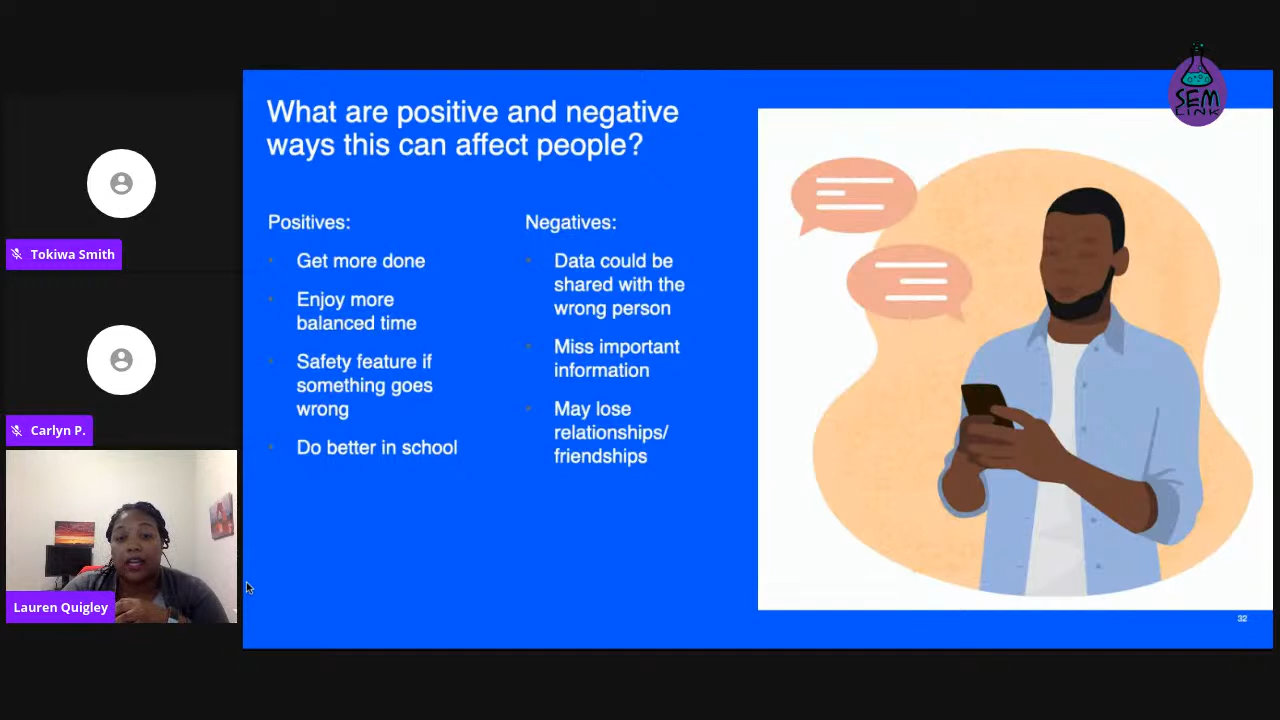 SEM
LINK
What are positive and negative
ways this can affect people?
Positives:
Get more done
Enjoy more
balanced time
Safety feature if
something goes
wrong
Do better in school
Negatives:
Data could be
shared with the
wrong person
Miss important
information
May lose
relationships/
friendships
32
Tokiwa Smith
Carlyn P.
Lauren Quigley